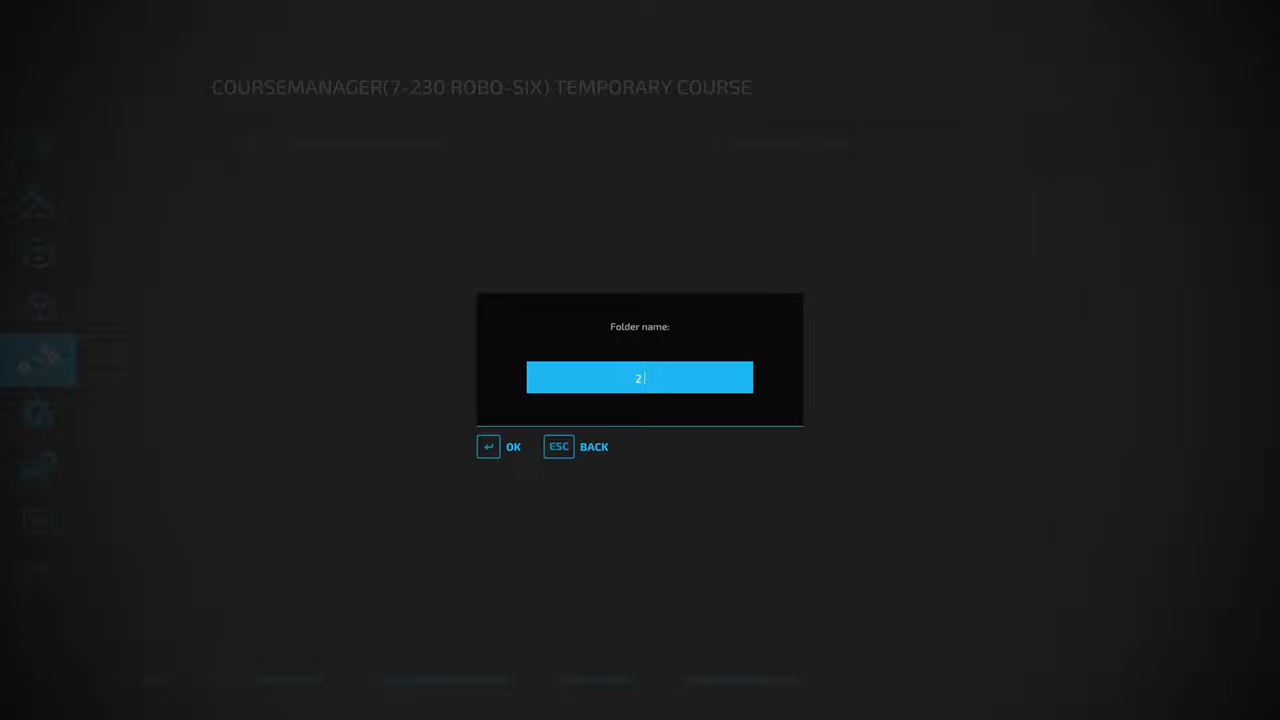 COURSEMANAGER(7-230 ROBO-SIX) TEMPORARY COURSE
Folder name:
2
OK
ESC BACK